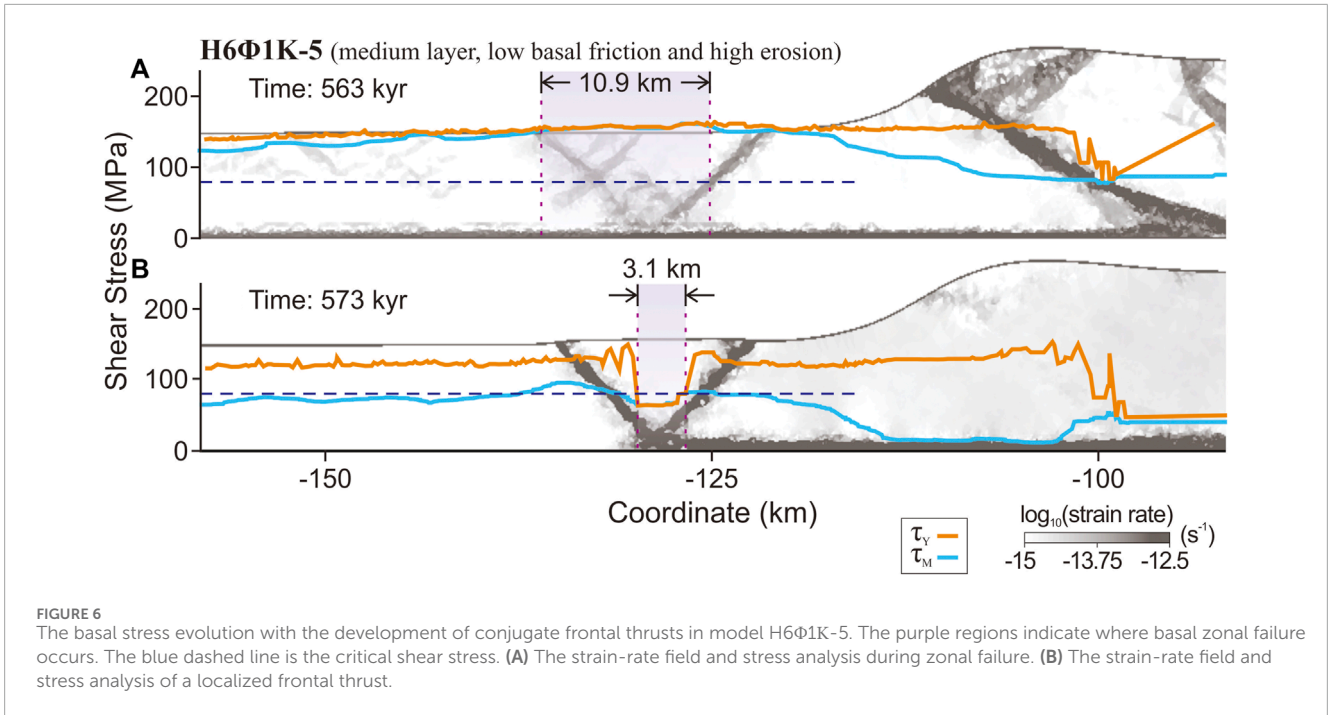 H6Φ1K-5 (medium layer, low basal friction and high erosion)
A
Time: 563 kyr
10.9 km
200
100
0
B
Time: 573 kyr
3.1 km
200
100
0
Shear Stress (MPa)
-150
-125
-100
Coordinate (km)
τY
τM
log10(strain rate)
(s-1)
-15
-13.75
-12.5
FIGURE 6
The basal stress evolution with the development of conjugate frontal thrusts in model H6Φ1K-5. The purple regions indicate where basal zonal failure
occurs. The blue dashed line is the critical shear stress. (A) The strain-rate field and stress analysis during zonal failure. (B) The strain-rate field and
stress analysis of a localized frontal thrust.